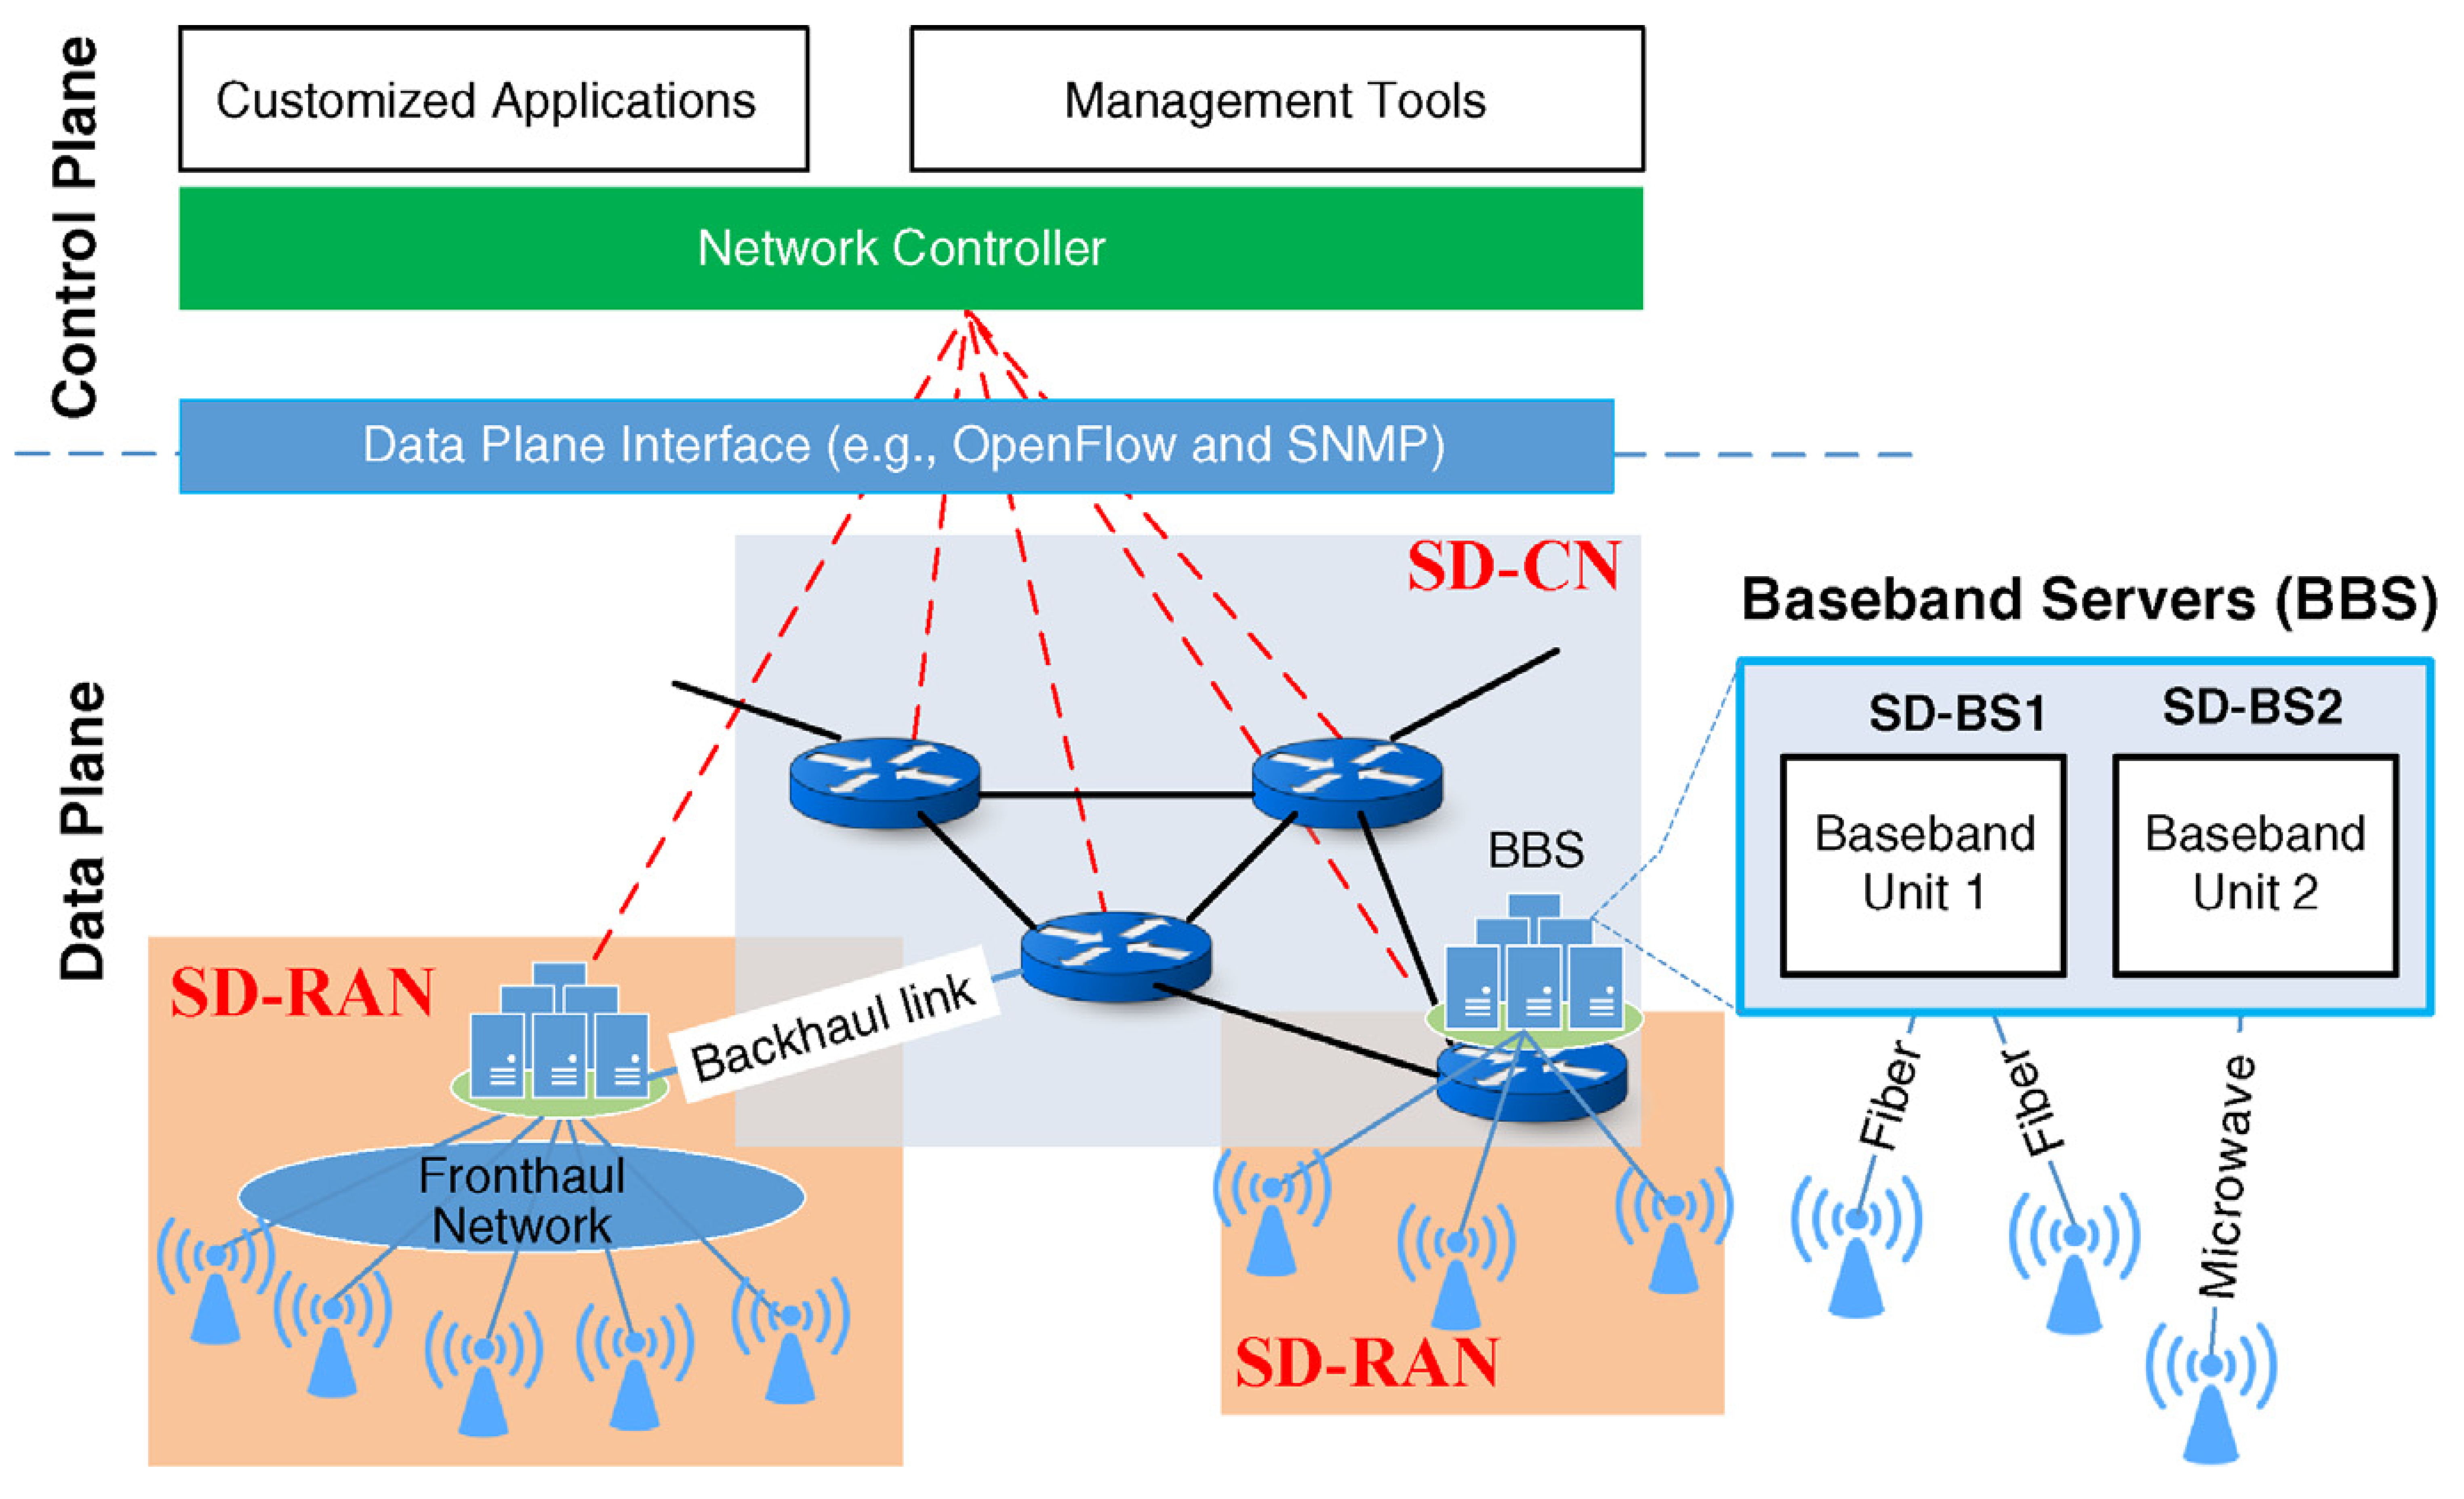 Control Plane
Customized Applications
Management Tools
Network Controller
Data Plane Interface (e.g., OpenFlow and SNMP)
Data Plane
SD-CN
Baseband Servers (BBS)
SD-BS1
SD-BS2
Baseband
Unit 1
Baseband
Unit 2
BBS
SD-RAN
Backhaul link
Fronthaul
Network
Fiber
Fiber
Microwave
SD-RAN